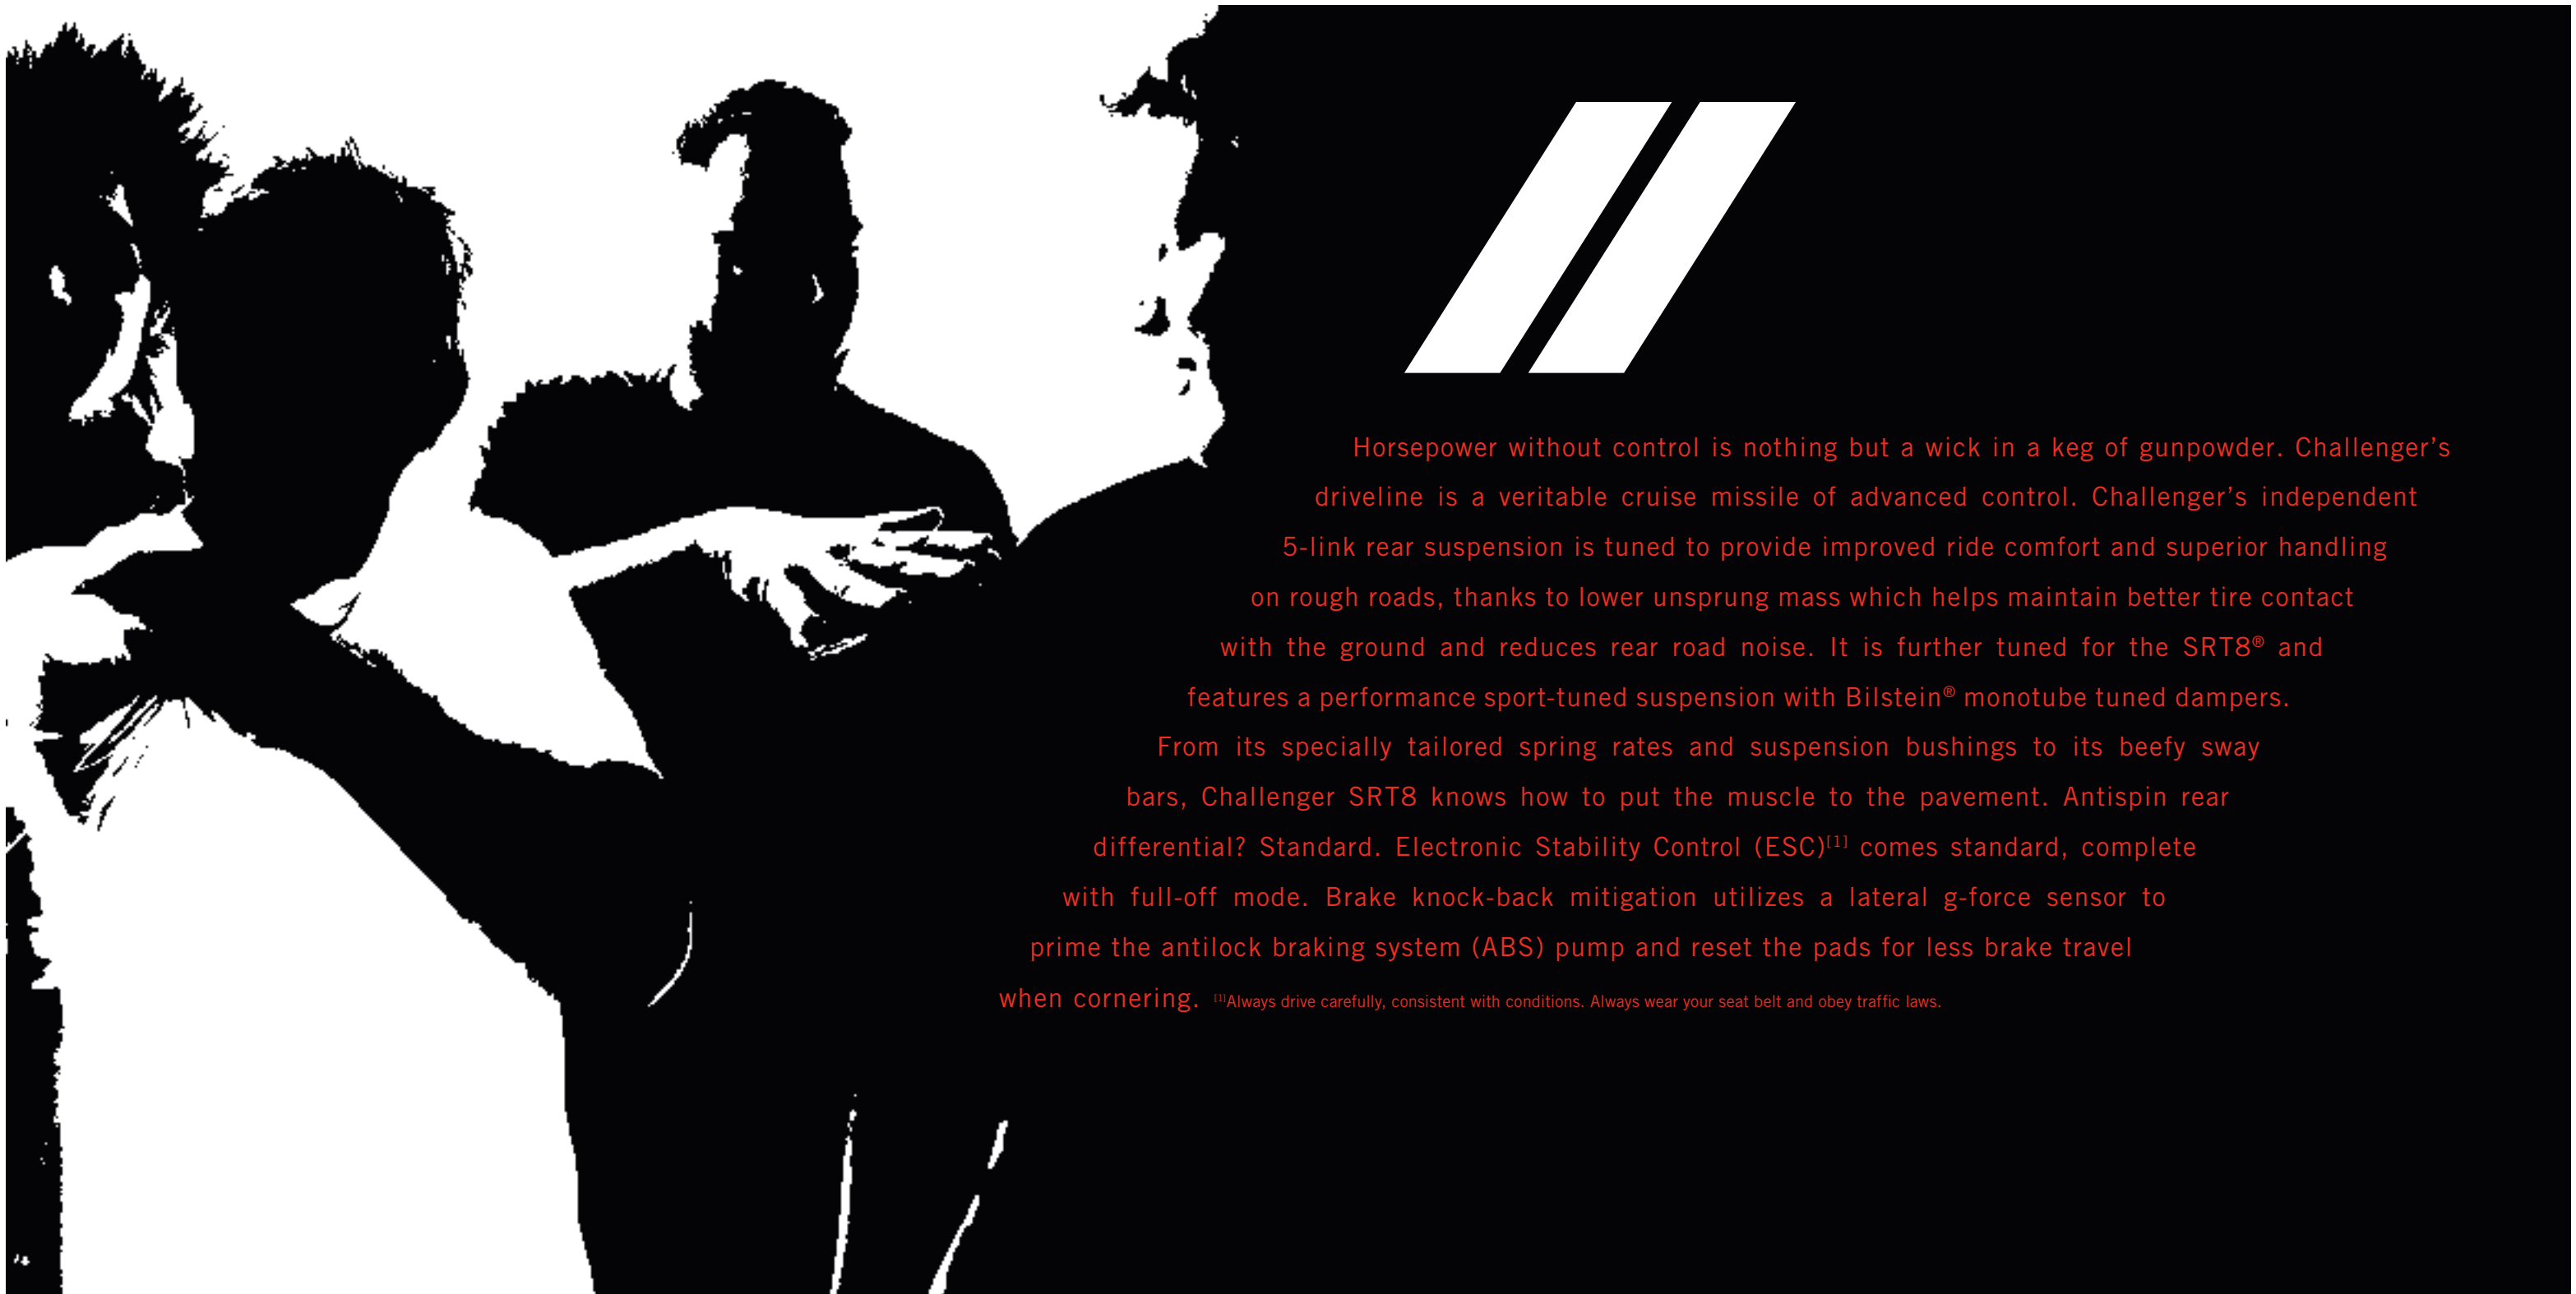 Horsepower without control is nothing but a wick in a keg of gunpowder. Challenger’s
driveline is a veritable cruise missile of advanced control. Challenger’s independent
5-link rear suspension is tuned to provide improved ride comfort and superior handling
on rough roads, thanks to lower unsprung mass which helps maintain better tire contact
with the ground and reduces rear road noise. It is further tuned for the SRT8® and
features a performance sport-tuned suspension with Bilstein® monotube tuned dampers.
From its specially tailored spring rates and suspension bushings to its beefy sway
bars, Challenger SRT8 knows how to put the muscle to the pavement. Antispin rear
differential? Standard. Electronic Stability Control (ESC)[1] comes standard, complete
with full-off mode. Brake knock-back mitigation utilizes a lateral g-force sensor to
prime the antilock braking system (ABS) pump and reset the pads for less brake travel
when cornering. [1]Always drive carefully, consistent with conditions. Always wear your seat belt and obey traffic laws.